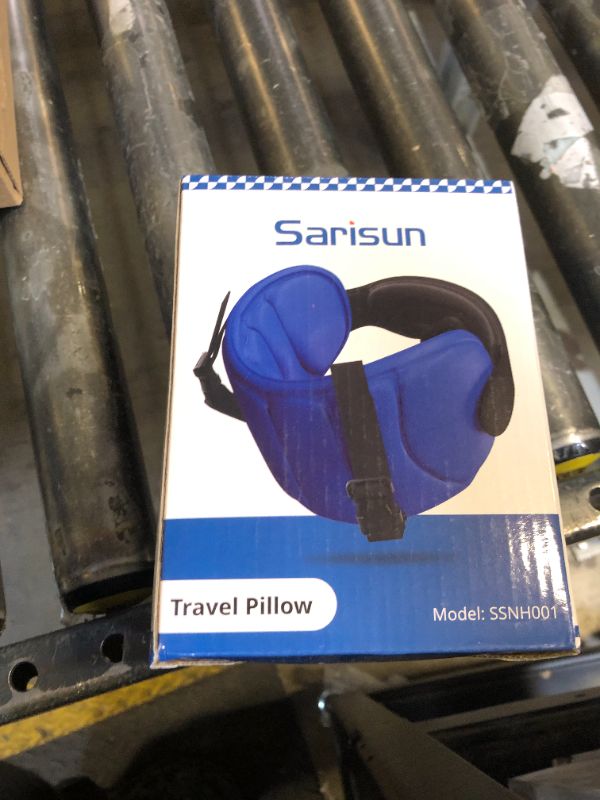 Sarisun
Travel Pillow
Model: SSNH001